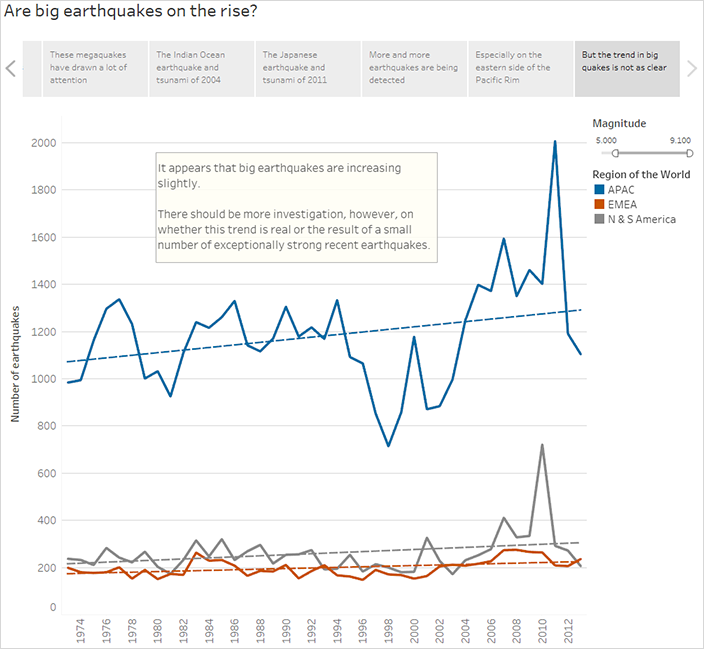 Are big earthquakes on the rise?
These megaquakes
have drawn a lot of
attention
The Indian Ocean
earthquake and
tsunami of 2004
The Japanese
earthquake and
tsunami of 2011
More and more
earthquakes are being
detected
Especially on the
eastern side of the
Pacific Rim
But the trend in big
quakes is not as clear
Magnitude
5.000 9.100
Region of the World
APAC
EMEA
N & S America
It appears that big earthquakes are increasing
slightly.
There should be more investigation, however, on
whether this trend is real or the result of a small
number of exceptionally strong recent earthquakes.
Number of earthquakes
2000
1800
1600
1400
1200
1000
800
600
400
200
0
1974 1976 1978 1980 1982 1984 1986 1988 1990 1992 1994 1996 1998 2000 2002 2004 2006 2008 2010 2012